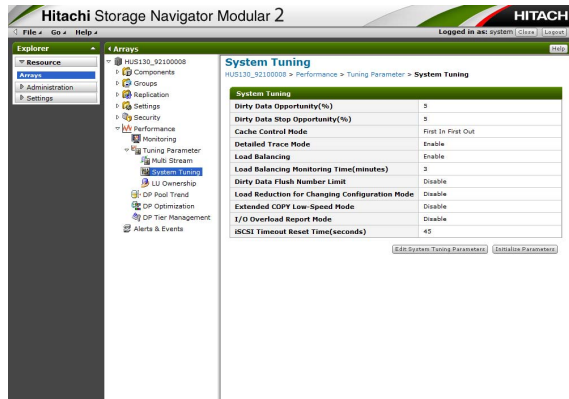 Hitachi Storage Navigator Modular 2
HITACH
File Go Help
Logged in as: system Close Logout
Explorer
Arrays
Help
Resource
Arrays
Administration
Settings
HUS130_92100008
Components
Groups
Replication
Settings
Security
Performance
Monitoring
Tuning Parameter
Multi Stream
System Tuning
LU Ownership
DP Pool Trend
DP Optimization
DP Tier Management
Alerts & Events
System Tuning
HUS130_92100008 > Performance > Tuning Parameter > System Tuning
System Tuning
Dirty Data Opportunity(%) 5
Dirty Data Stop Opportunity(%) 5
Cache Control Mode First In First Out
Detailed Trace Mode Enable
Load Balancing Enable
Load Balancing Monitoring Time(minutes) 3
Dirty Data Flush Number Limit Disable
Load Reduction for Changing Configuration Mode Disable
Extended COPY Low-Speed Mode Disable
I/O Overload Report Mode Disable
iSCSI Timeout Reset Time(seconds) 45
Edit System Tuning Parameters Initialize Parameters